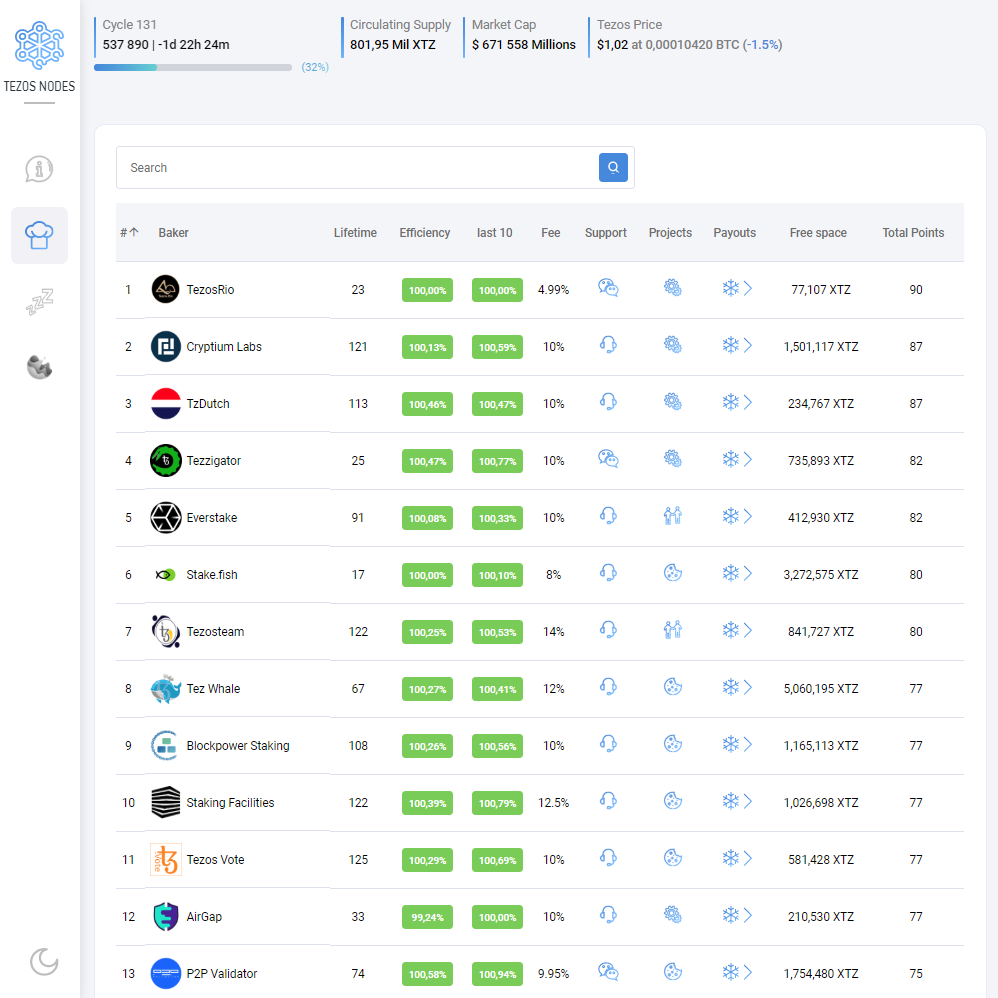 TEZOS NODES
Cycle 131
537 890 | -1d 22h 24m
(32%)
Circulating Supply
801,95 Mil XTZ
Market Cap
$ 671 558 Millions
Tezos Price
$1,02 at 0,00010420 BTC (-1.5%)
Search
# Baker Lifetime Efficiency last 10 Fee Support Projects Payouts Free space Total Points
1 TezosRio 23 100,00% 100,00% 4.99% 77,107 XTZ 90
2 Cryptium Labs 121 100,13% 100,59% 10% 1,501,117 XTZ 87
3 TzDutch 113 100,46% 100,47% 10% 234,767 XTZ 87
4 Tezzigator 25 100,47% 100,77% 10% 735,893 XTZ 82
5 Everstake 91 100,08% 100,33% 10% 412,930 XTZ 82
6 Stake.fish 17 100,00% 100,10% 8% 3,272,575 XTZ 80
7 Tezosteam 122 100,25% 100,53% 14% 841,727 XTZ 80
8 Tez Whale 67 100,27% 100,41% 12% 5,060,195 XTZ 77
9 Blockpower Staking 108 100,26% 100,56% 10% 1,165,113 XTZ 77
10 Staking Facilities 122 100,39% 100,79% 12.5% 1,026,698 XTZ 77
11 Tezos Vote 125 100,29% 100,69% 10% 581,428 XTZ 77
12 AirGap 33 99,24% 100,00% 10% 210,530 XTZ 77
13 P2P Validator 74 100,58% 100,94% 9.95% 1,754,480 XTZ 75